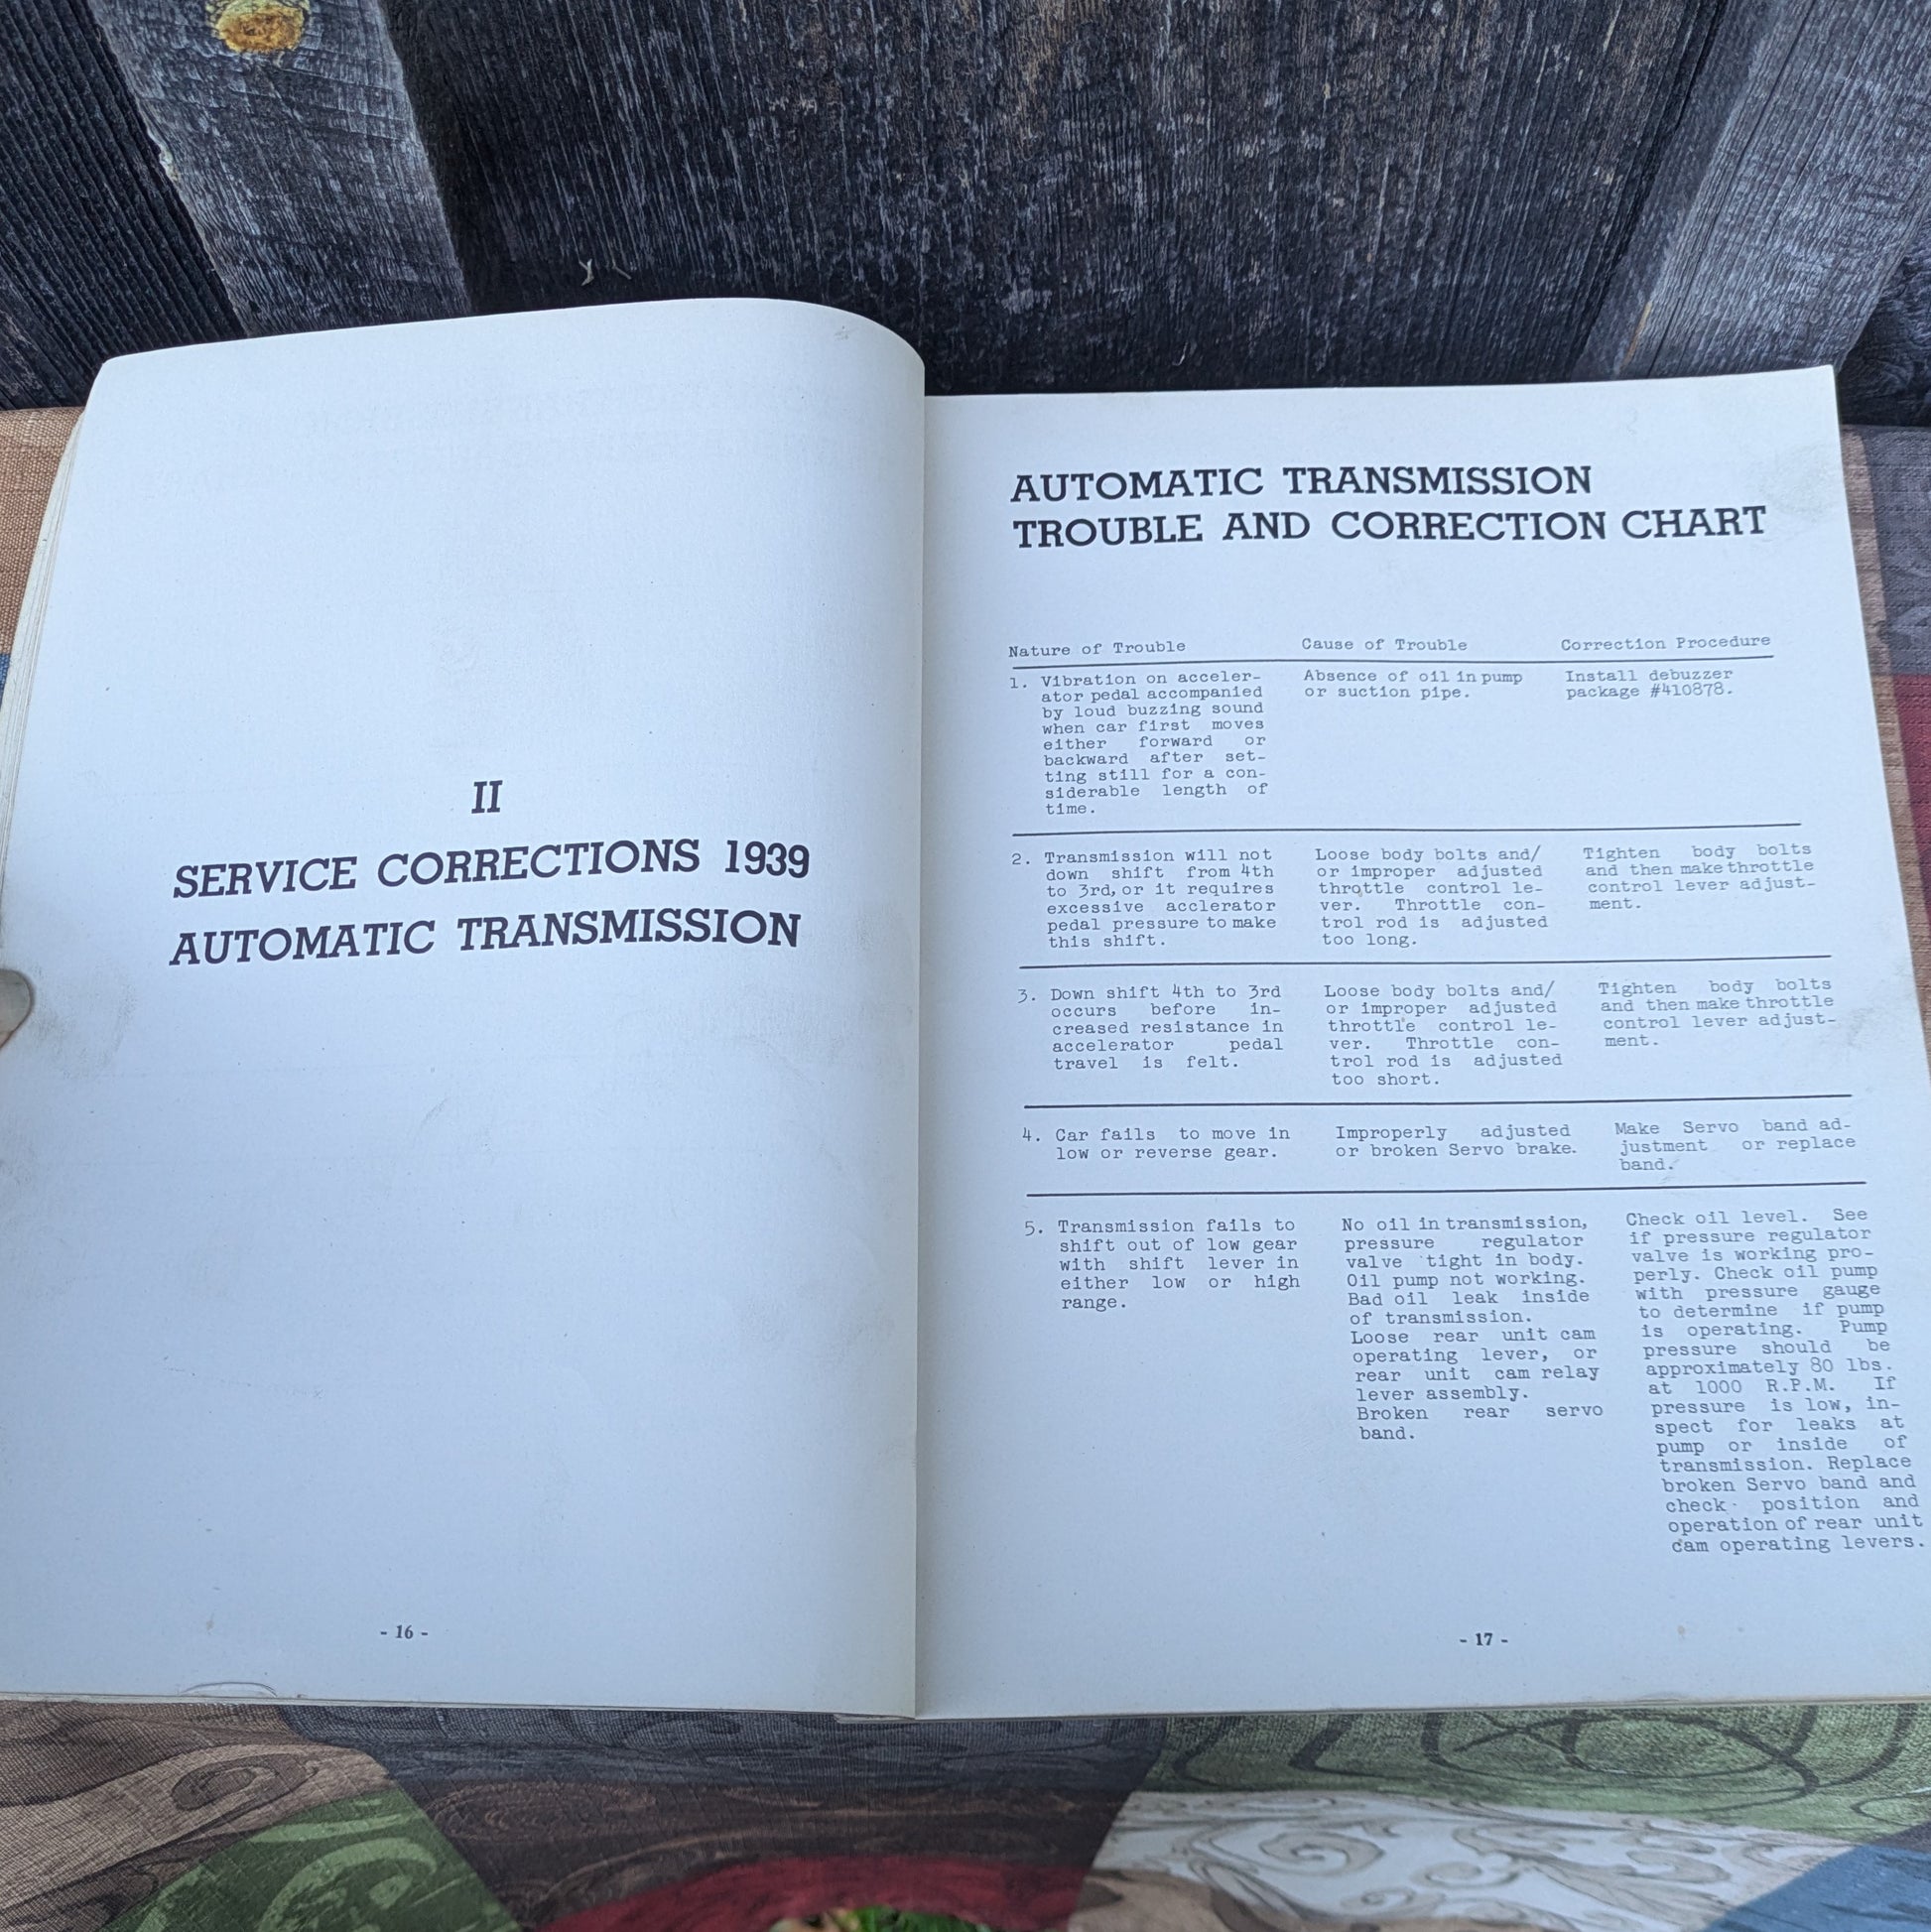 II
SERVICE CORRECTIONS 1939
AUTOMATIC TRANSMISSION
- 16 -
AUTOMATIC TRANSMISSION
TROUBLE AND CORRECTION CHART
Nature of Trouble
Cause of Trouble
Correction Procedure
1. Vibration on acceler-
ator pedal accompanied
by loud buzzing sound
when car first moves
either forward or
backward after set-
ting still for a con-
siderable length of
time.
Absence of oil in pump
or suction pipe.
Install debuzzer
package #410878.
2. Transmission will not
down shift from 4th
to 3rd, or it requires
excessive acclerator
pedal pressure to make
this shift.
Loose body bolts and/
or improper adjusted
throttle control le-
ver. Throttle con-
trol rod is adjusted
too long.
Tighten body bolts
and then make throttle
control lever adjust-
ment.
3. Down shift 4th to 3rd
occurs before in-
creased resistance in
accelerator pedal
travel is felt.
Loose body bolts and/
or improper adjusted
throttle control le-
ver. Throttle con-
trol rod is adjusted
too short.
Tighten body bolts
and then make throttle
control lever adjust-
ment.
4. Car fails to move in
low or reverse gear.
Improperly adjusted
or broken Servo brake.
Make Servo band ad-
justment or replace
band.
5. Transmission fails to
shift out of low gear
with shift lever in
either low or high
range.
No oil in transmission,
pressure regulator
valve tight in body.
Oil pump not working.
Bad oil leak inside
of transmission.
Loose rear unit cam
operating lever, or
rear unit cam relay
lever assembly.
Broken rear servo
band.
Check oil level. See
if pressure regulator
valve is working pro-
perly. Check oil pump
with pressure gauge
to determine if pump
is operating. Pump
pressure should be
approximately 80 lbs.
at 1000 R.P.M. If
pressure is low, in-
spect for leaks at
pump or inside of
transmission. Replace
broken Servo band and
check position and
operation of rear unit
cam operating levers.
- 17 -